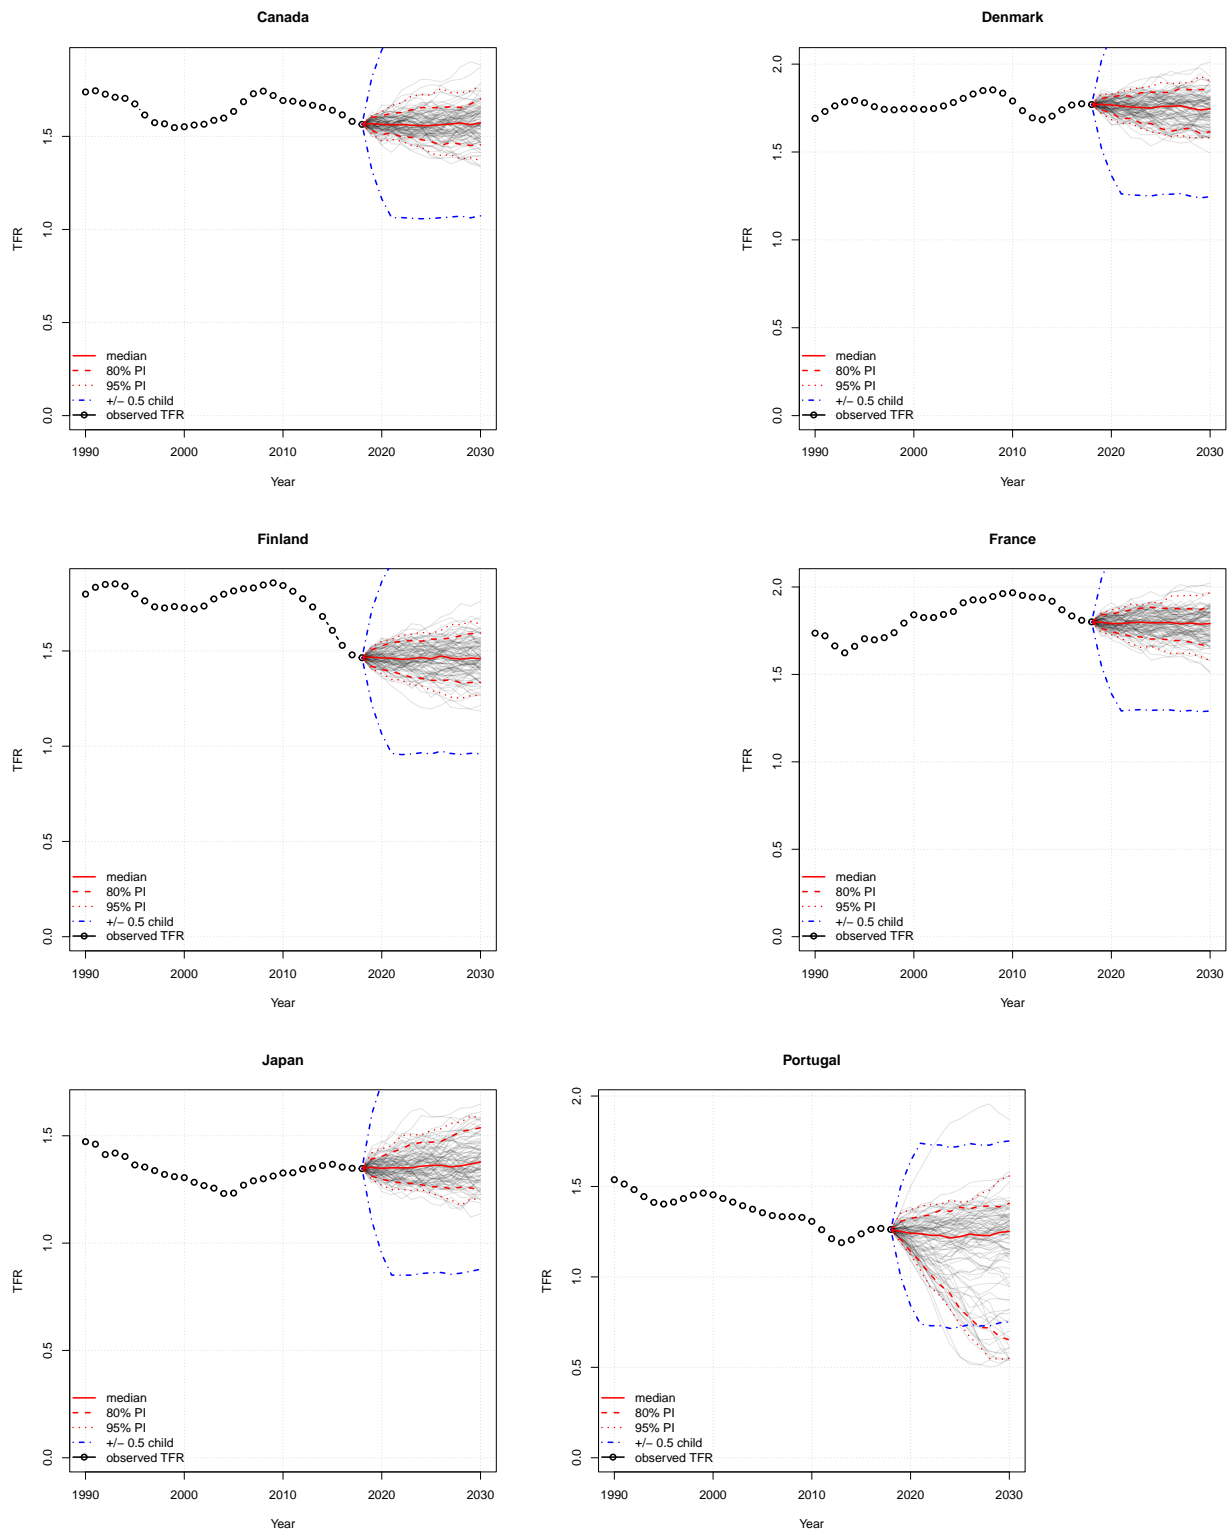 Canada
TFR
1.5
1.0
0.5
0.0
median
80% PI
95% PI
+/− 0.5 child
observed TFR
1990 2000 2010 2020 2030
Year
Denmark
TFR
2.0
1.5
1.0
0.5
0.0
median
80% PI
95% PI
+/− 0.5 child
observed TFR
1990 2000 2010 2020 2030
Year
Finland
TFR
1.5
1.0
0.5
0.0
median
80% PI
95% PI
+/− 0.5 child
observed TFR
1990 2000 2010 2020 2030
Year
France
TFR
2.0
1.5
1.0
0.5
0.0
median
80% PI
95% PI
+/− 0.5 child
observed TFR
1990 2000 2010 2020 2030
Year
Japan
TFR
1.5
1.0
0.5
0.0
median
80% PI
95% PI
+/− 0.5 child
observed TFR
1990 2000 2010 2020 2030
Year
Portugal
TFR
2.0
1.5
1.0
0.5
0.0
median
80% PI
95% PI
+/− 0.5 child
observed TFR
1990 2000 2010 2020 2030
Year